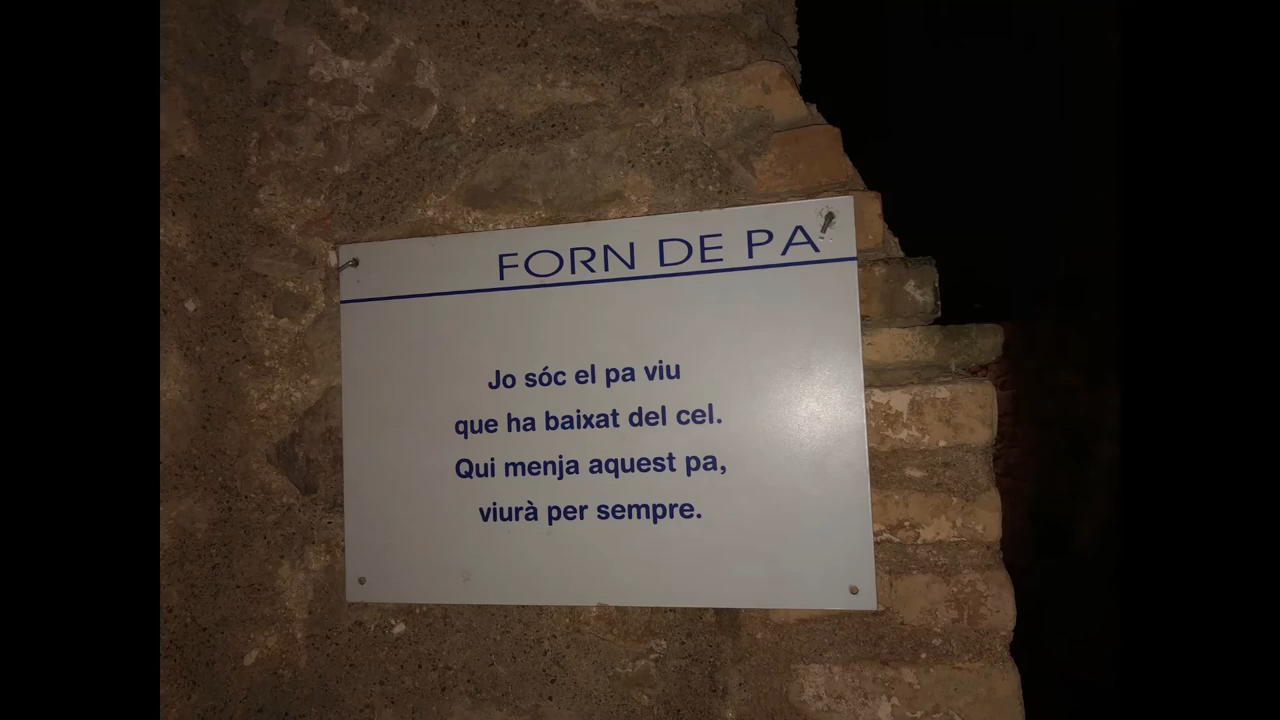 FORN DE PA
Jo sóc el pa viu
que ha baixat del cel.
Qui menja aquest pa,
viurà per sempre.